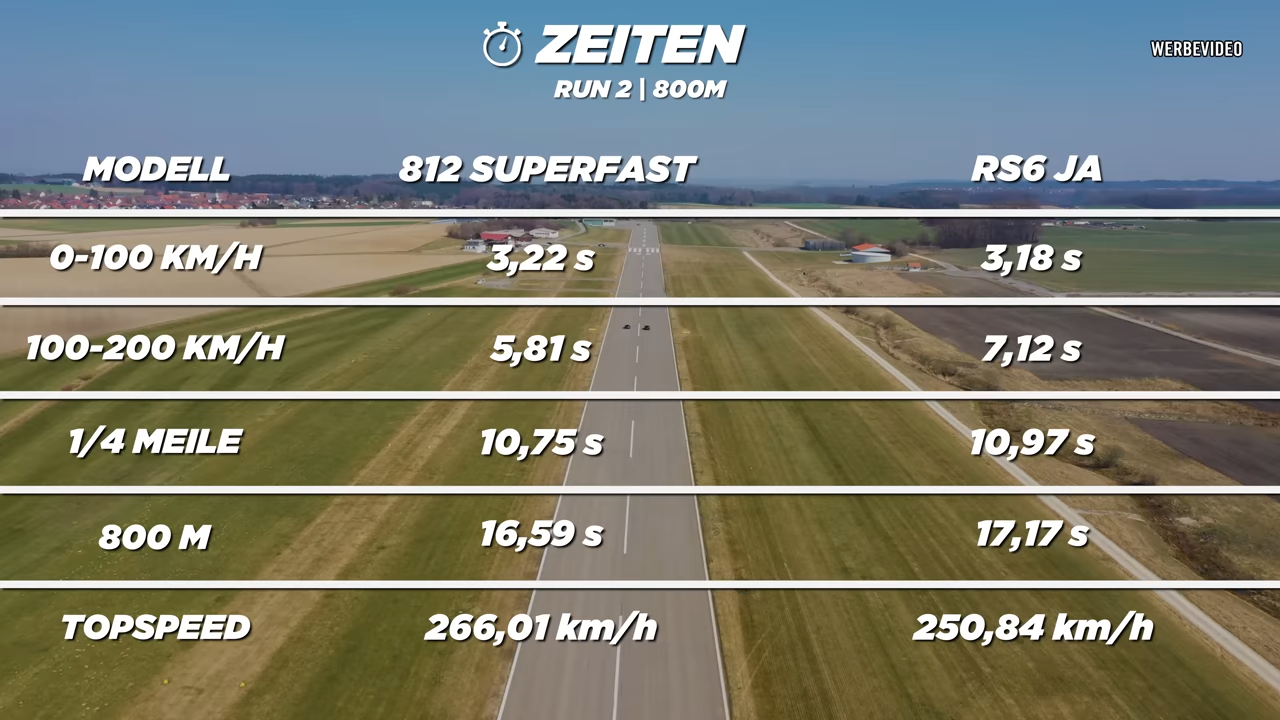 ZEITEN
WERBEVIDEO
RUN 2 | 800M
MODELL 812 SUPERFAST RS6 JA
0-100 KM/H 3,22 s 3,18 s
100-200 KM/H 5,81 s 7,12 s
1/4 MEILE 10,75 s 10,97 s
800 M 16,59 s 17,17 s
TOPSPEED 266,01 km/h 250,84 km/h